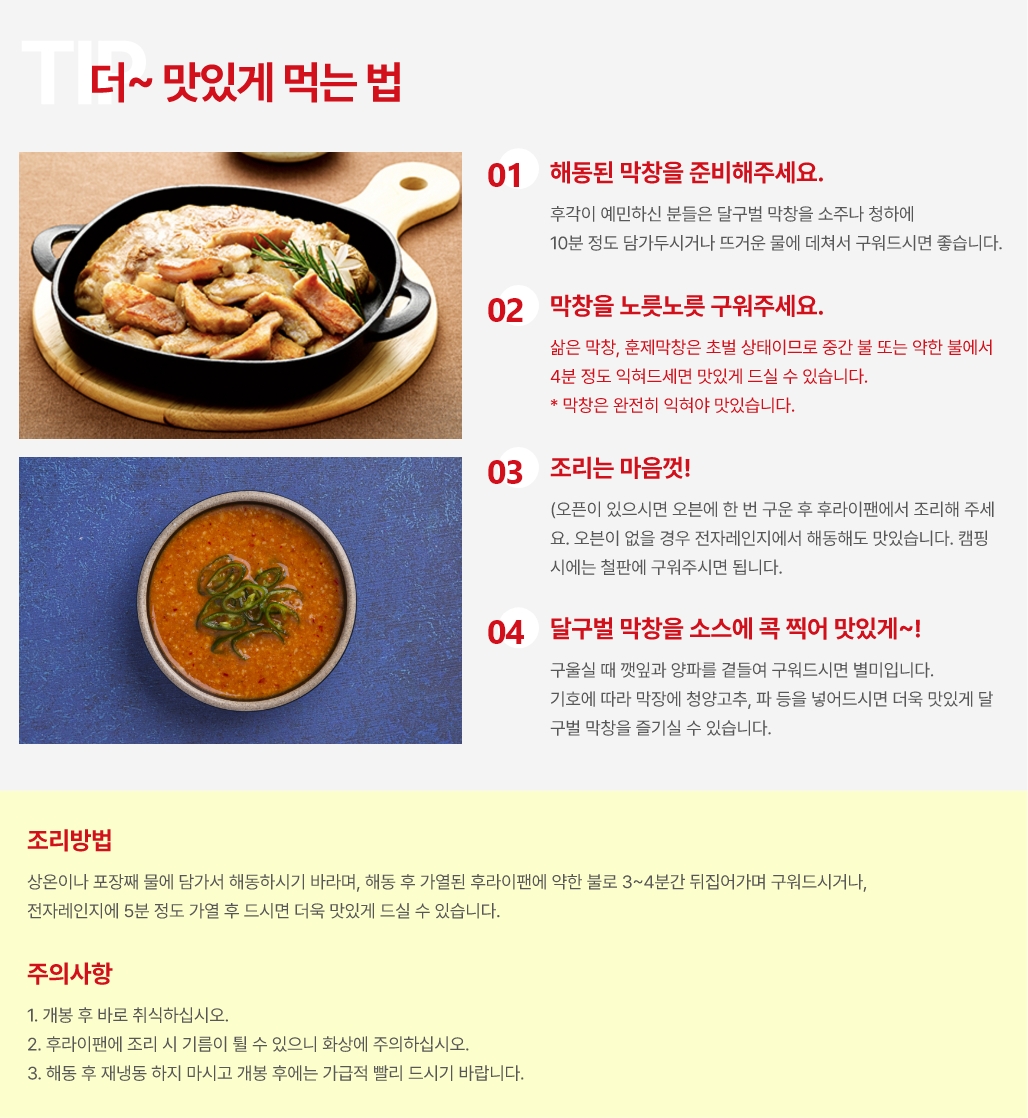 TIP
더~ 맛있게 먹는 법
01 해동된 막창을 준비해주세요.
후각이 예민하신 분들은 달구벌 막창을 소주나 청하에
10분 정도 담가두시거나 뜨거운 물에 데쳐서 구워드시면 좋습니다.
02 막창을 노릇노릇 구워주세요.
삶은 막창, 훈제막창은 초벌 상태이므로 중간 불 또는 약한 불에서
4분 정도 익혀드세면 맛있게 드실 수 있습니다.
* 막창은 완전히 익혀야 맛있습니다.
03 조리는 마음껏!
(오픈이 있으시면 오븐에 한 번 구운 후 후라이팬에서 조리해 주세
요. 오븐이 없을 경우 전자레인지에서 해동해도 맛있습니다. 캠핑
시에는 철판에 구워주시면 됩니다.
04 달구벌 막창을 소스에 콕 찍어 맛있게~!
구울실 때 깻잎과 양파를 곁들여 구워드시면 별미입니다.
기호에 따라 막장에 청양고추, 파 등을 넣어드시면 더욱 맛있게 달
구벌 막창을 즐기실 수 있습니다.
조리방법
상온이나 포장째 물에 담가서 해동하시기 바라며, 해동 후 가열된 후라이팬에 약한 불로 3~4분간 뒤집어가며 구워드시거나,
전자레인지에 5분 정도 가열 후 드시면 더욱 맛있게 드실 수 있습니다.
주의사항
1. 개봉 후 바로 취식하십시오.
2. 후라이팬에 조리 시 기름이 튈 수 있으니 화상에 주의하십시오.
3. 해동 후 재냉동 하지 마시고 개봉 후에는 가급적 빨리 드시기 바랍니다.